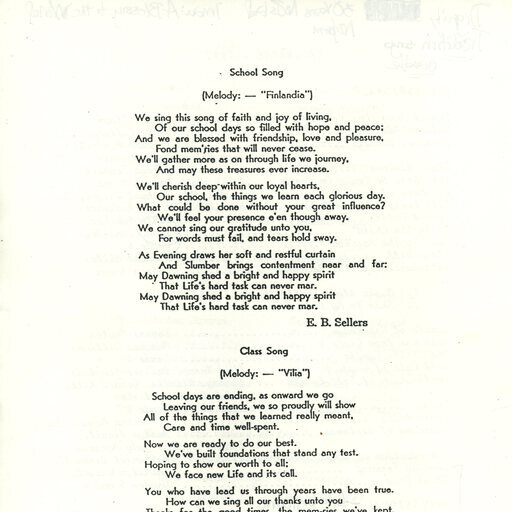 School Song
(Melody: — "Finlandia")
We sing this song of faith and joy of living,
Of our school days so filled with hope and peace;
And we are blessed with friendship, love and pleasure,
Fond mem'ries that will never cease.
We'll gather more as on through life we journey,
And may these treasures ever increase.
We'll cherish deep within our loyal hearts,
Our school, the things we learn each glorious day.
What could be done without your great influence?
We'll feel your presence e'en though away.
We cannot sing our gratitude unto you,
For words must fail, and tears hold sway.
As Evening draws her soft and restful curtain
And Slumber brings contentment near and far;
May Dawning shed a bright and happy spirit
That Life's hard task can never mar.
May Dawning shed a bright and happy spirit
That Life's hard task can never mar.
E. B. Sellers
Class Song
(Melody: — "Vilia")
School days are ending, as onward we go
Leaving our friends, we so proudly will show
All of the things that we learned really meant,
Care and time well-spent.
Now we are ready to do our best.
We've built foundations that stand any test.
Hoping to show our worth to all;
We face new Life and its call.
You who have lead us through years have been true.
How can we sing all our thanks unto you
Thanks for the good times, the mem-ries we've kept,